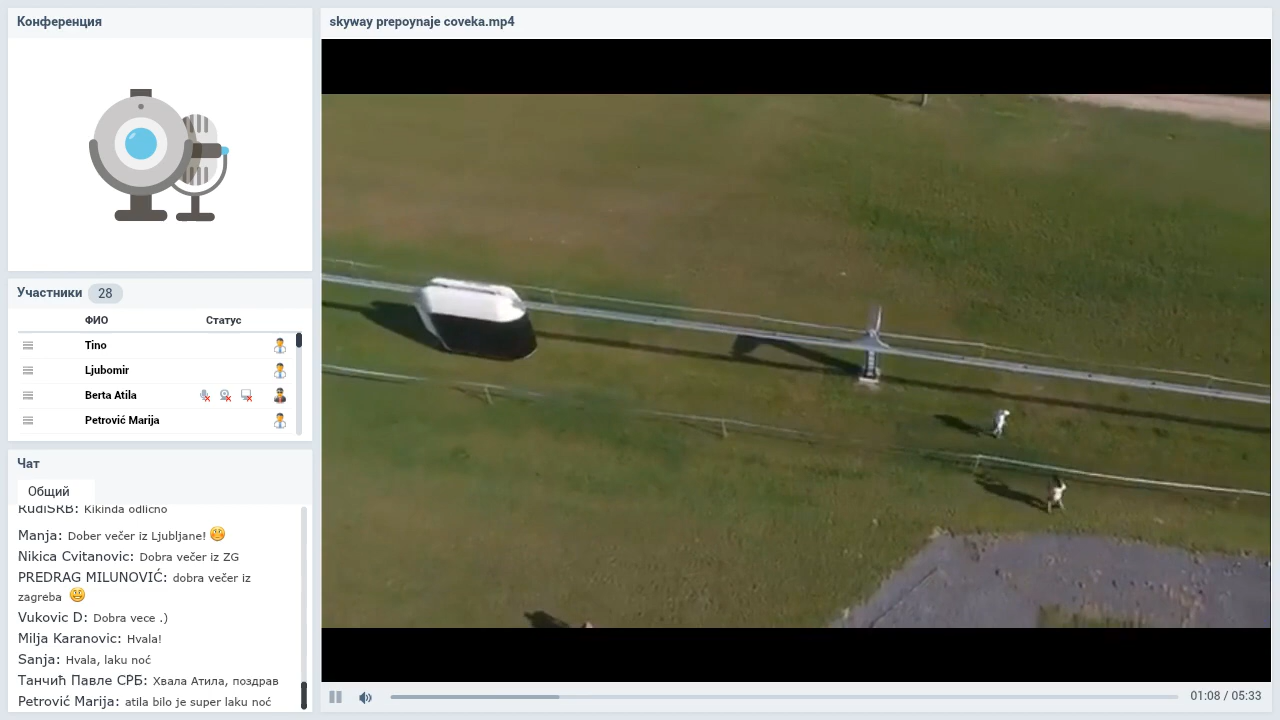 Конференция
skyway prepoynaje coveka.mp4
Участники 28
ФИО Статус
Tino
Ljubomir
Berta Atila
Petrović Marija
Чат
Общий
RudiSRB: Kikinda odlicno
Manja: Dober večer iz Ljubljane!
Nikica Cvitanovic: Dobra večer iz ZG
PREDRAG MILUNOVIĆ: dobra večer iz
zagreba
Vukovic D: Dobra vece .)
Milja Karanovic: Hvala!
Sanja: Hvala, laku noć
Танчић Павле СРБ: Хвала Атила, поздрав
Petrović Marija: atila bilo je super laku noć
01:08 / 05:33